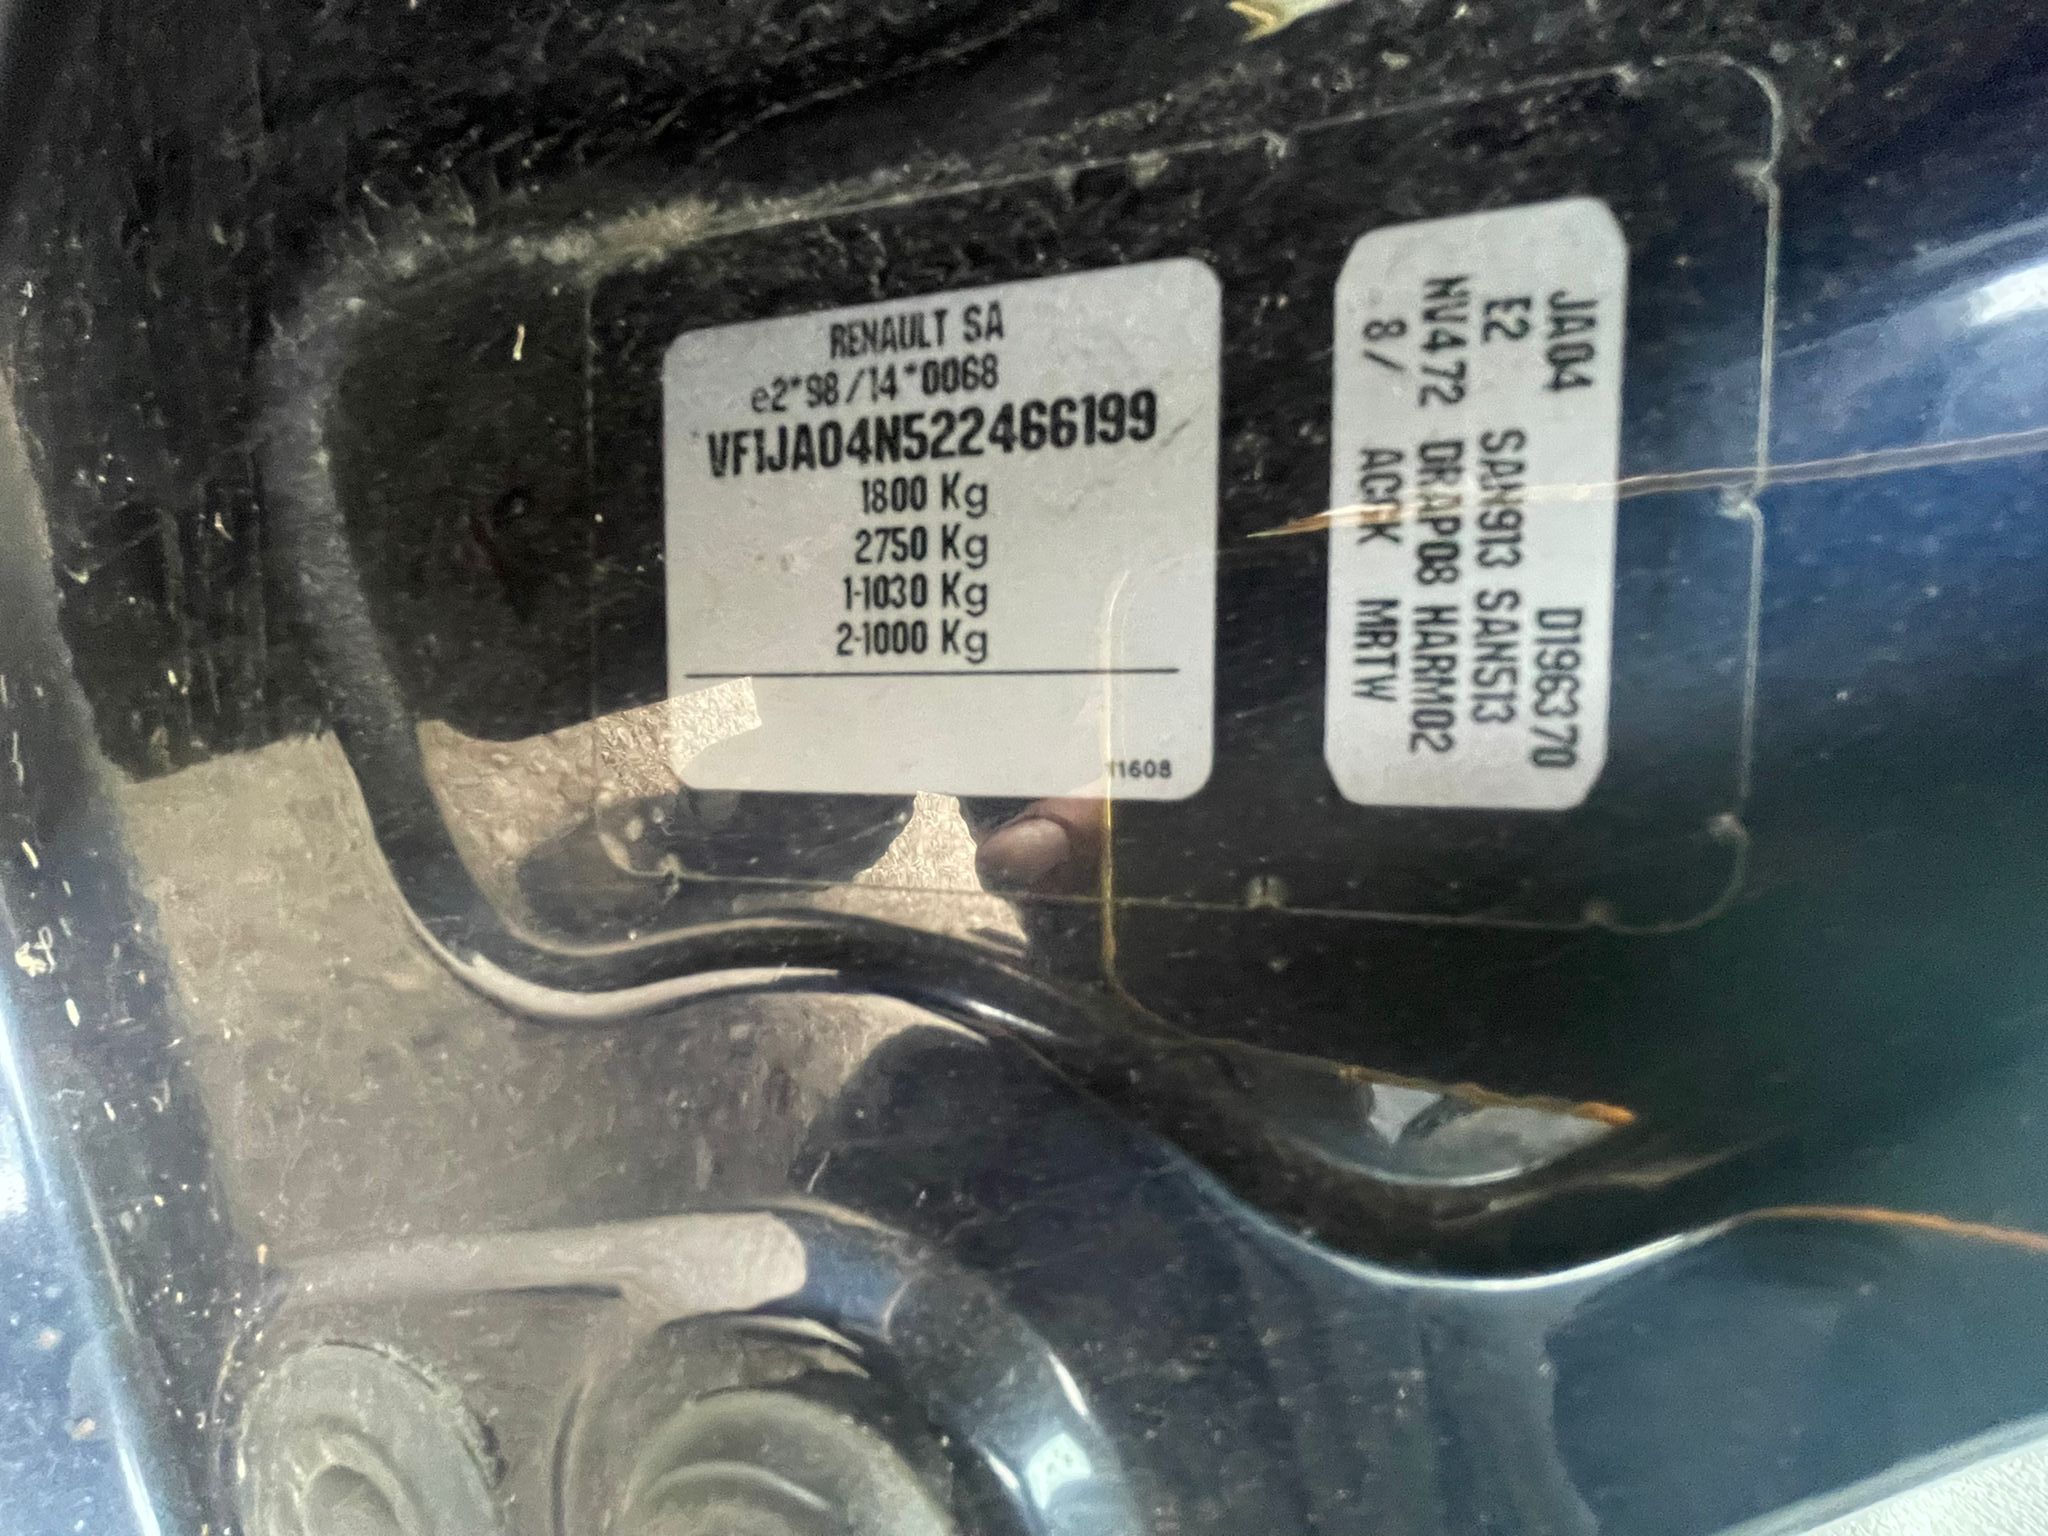 RENAULT SA
e2*98/14*0068
VF1JA04N522466199
1800 Kg
2750 Kg
1-1030 Kg
2-1000 Kg
11608
JA04 D196370
E2 SAN913 SAN513
NV472 DRAP08 HARM02
8/ ACK MRTW